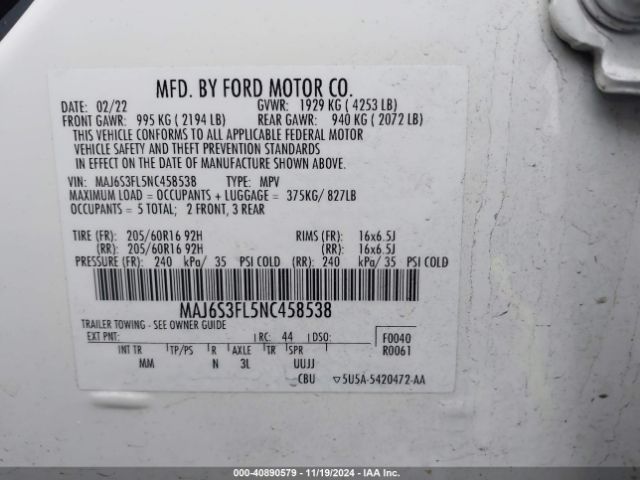 MFD. BY FORD MOTOR CO.
DATE: 02/22 GVWR: 1929 KG ( 4253 LB)
FRONT GAWR: 995 KG ( 2194 LB) REAR GAWR: 940 KG ( 2072 LB)
THIS VEHICLE CONFORMS TO ALL APPLICABLE FEDERAL MOTOR
VEHICLE SAFETY AND THEFT PREVENTION STANDARDS
IN EFFECT ON THE DATE OF MANUFACTURE SHOWN ABOVE.
VIN: MAJ6S3FL5NC458538 TYPE: MPV
MAXIMUM LOAD = OCCUPANTS + LUGGAGE = 375KG/ 827LB
OCCUPANTS = 5 TOTAL; 2 FRONT, 3 REAR
TIRE (FR): 205/60R16 92H RIMS (FR): 16x6.5J
(RR): 205/60R16 92H (RR): 16x6.5J
PRESSURE (FR): 240 kPa/ 35 PSI COLD (RR): 240 kPa/ 35 PSI COLD
MAJ6S3FL5NC458538
TRAILER TOWING - SEE OWNER GUIDE
EXT PNT: RC: 44 DSO: F0040
INT TR TP/PS R AXLE TR SPR R0061
MM N 3L UUJJ
CBU ▽5U5A-5420472-AA
000-40890579 - 11/19/2024 - IAA Corp.